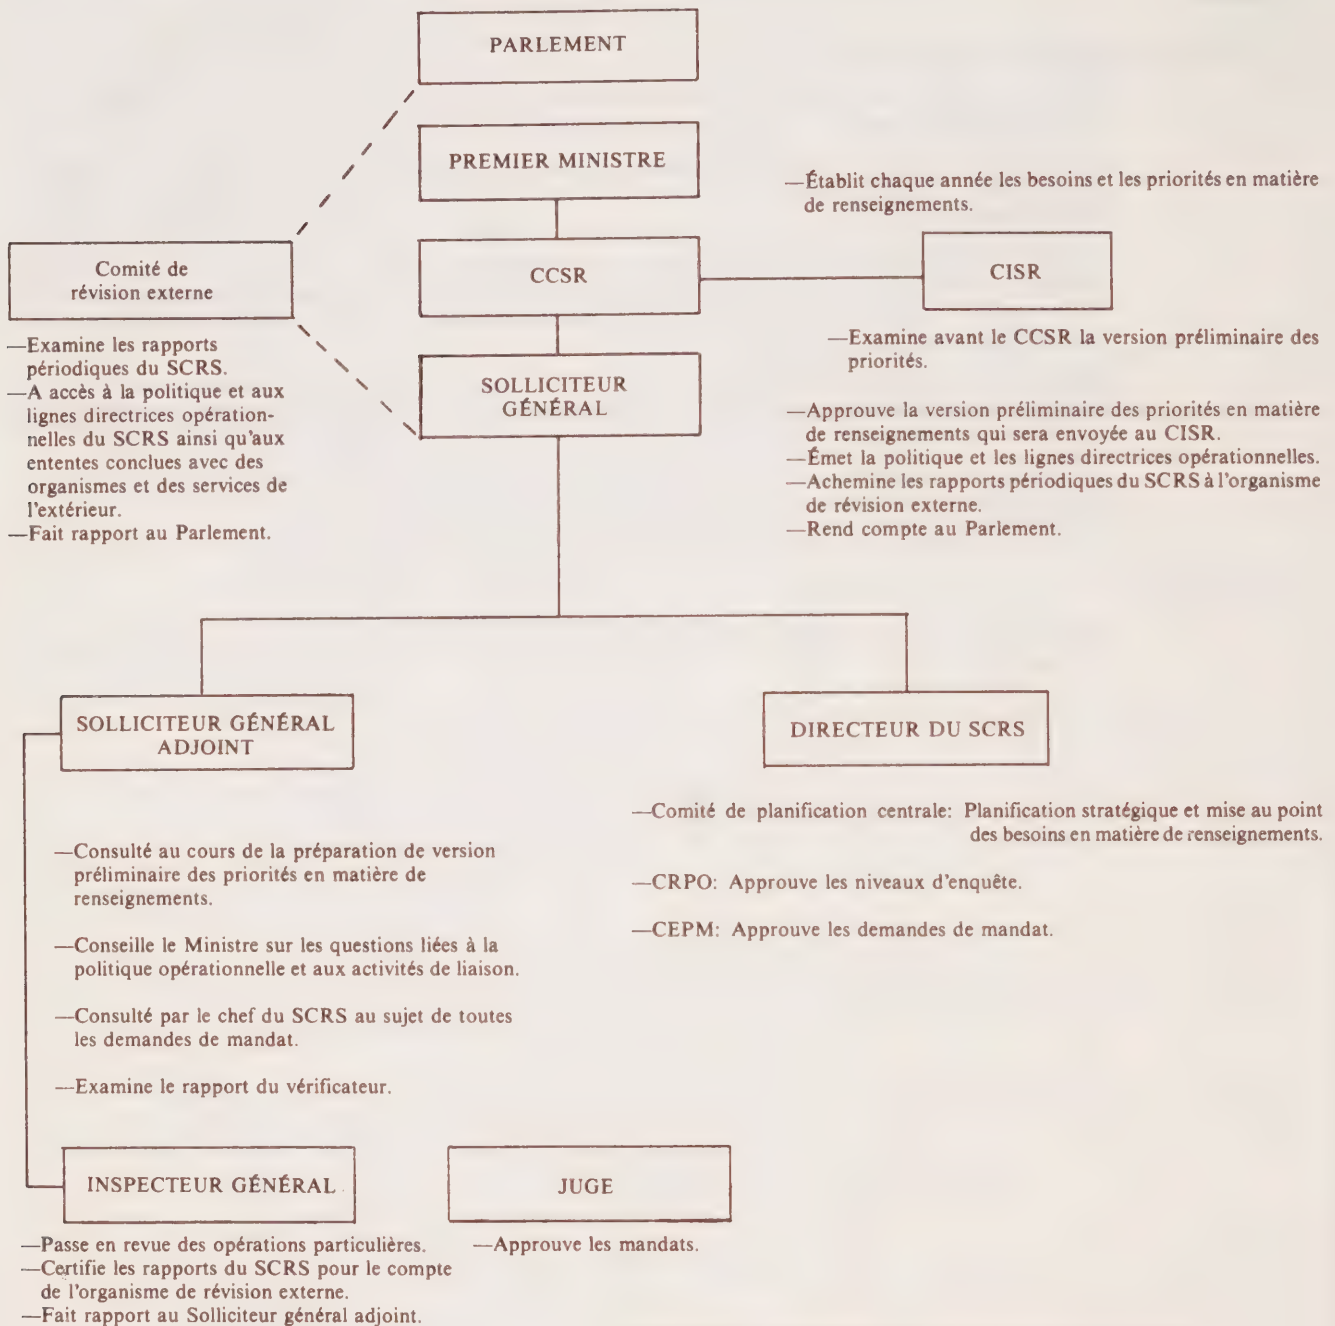 PARLEMENT
PREMIER MINISTRE
—Établit chaque année les besoins et les priorités en matière
de renseignements.
Comité de
révision externe
CCSR
CISR
—Examine les rapports
périodiques du SCRS.
—A accès à la politique et aux
lignes directrices opération-
nelles du SCRS ainsi qu'aux
ententes conclues avec des
organismes et des services de
l'extérieur.
—Fait rapport au Parlement.
—Examine avant le CCSR la version préliminaire des
priorités.
SOLLICITEUR
GÉNÉRAL
—Approuve la version préliminaire des priorités en matière
de renseignements qui sera envoyée au CISR.
—Émet la politique et les lignes directrices opérationnelles.
—Achemine les rapports périodiques du SCRS à l'organisme
de révision externe.
—Rend compte au Parlement.
SOLLICITEUR GÉNÉRAL
ADJOINT
DIRECTEUR DU SCRS
—Consulté au cours de la préparation de version
préliminaire des priorités en matière de
renseignements.
—Conseille le Ministre sur les questions liées à la
politique opérationnelle et aux activités de liaison.
—Consulté par le chef du SCRS au sujet de toutes
les demandes de mandat.
—Examine le rapport du vérificateur.
—Comité de planification centrale: Planification stratégique et mise au point
des besoins en matière de renseignements.
—CRPO: Approuve les niveaux d'enquête.
—CEPM: Approuve les demandes de mandat.
INSPECTEUR GÉNÉRAL
JUGE
—Passe en revue des opérations particulières.
—Certifie les rapports du SCRS pour le compte
de l'organisme de révision externe.
—Fait rapport au Solliciteur général adjoint.
—Approuve les mandats.